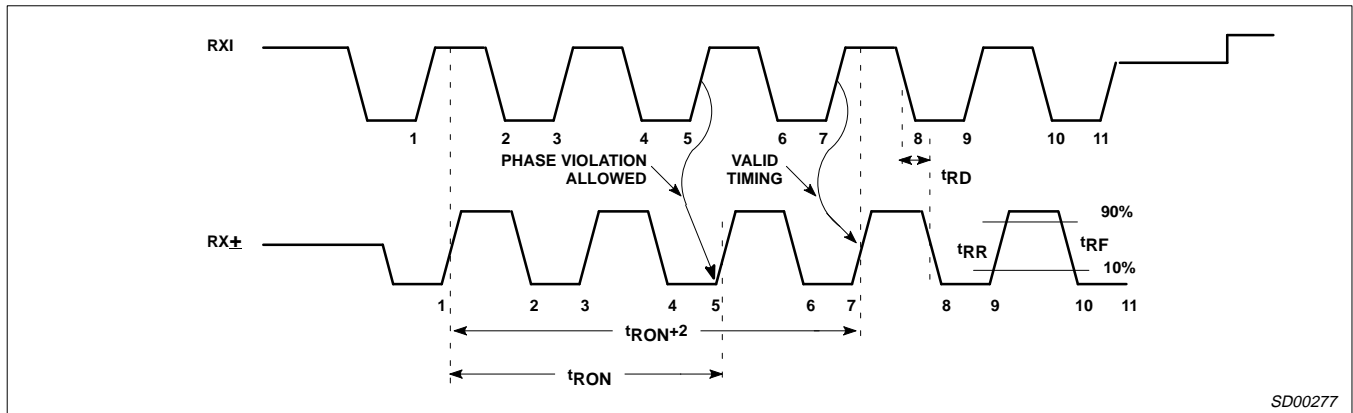 RXI
1 2 3 4 5 6 7 8 9 10 11
PHASE VIOLATION
ALLOWED
VALID
TIMING
tRD
RX±
90%
tRR
tRF
10%
1 2 3 4 5 6 7 8 9 10 11
tRON+2
tRON
SD00277